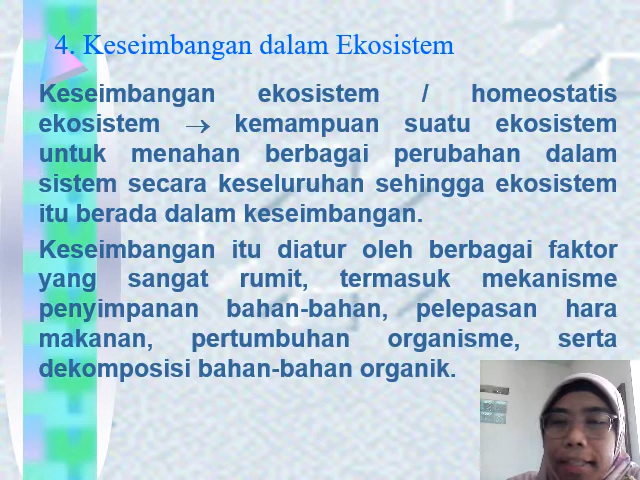 4. Keseimbangan dalam Ekosistem
Keseimbangan ekosistem / homeostatis
ekosistem → kemampuan suatu ekosistem
untuk menahan berbagai perubahan dalam
sistem secara keseluruhan sehingga ekosistem
itu berada dalam keseimbangan.
Keseimbangan itu diatur oleh berbagai faktor
yang sangat rumit, termasuk mekanisme
penyimpanan bahan-bahan, pelepasan hara
makanan, pertumbuhan organisme, serta
dekomposisi bahan-bahan organik.